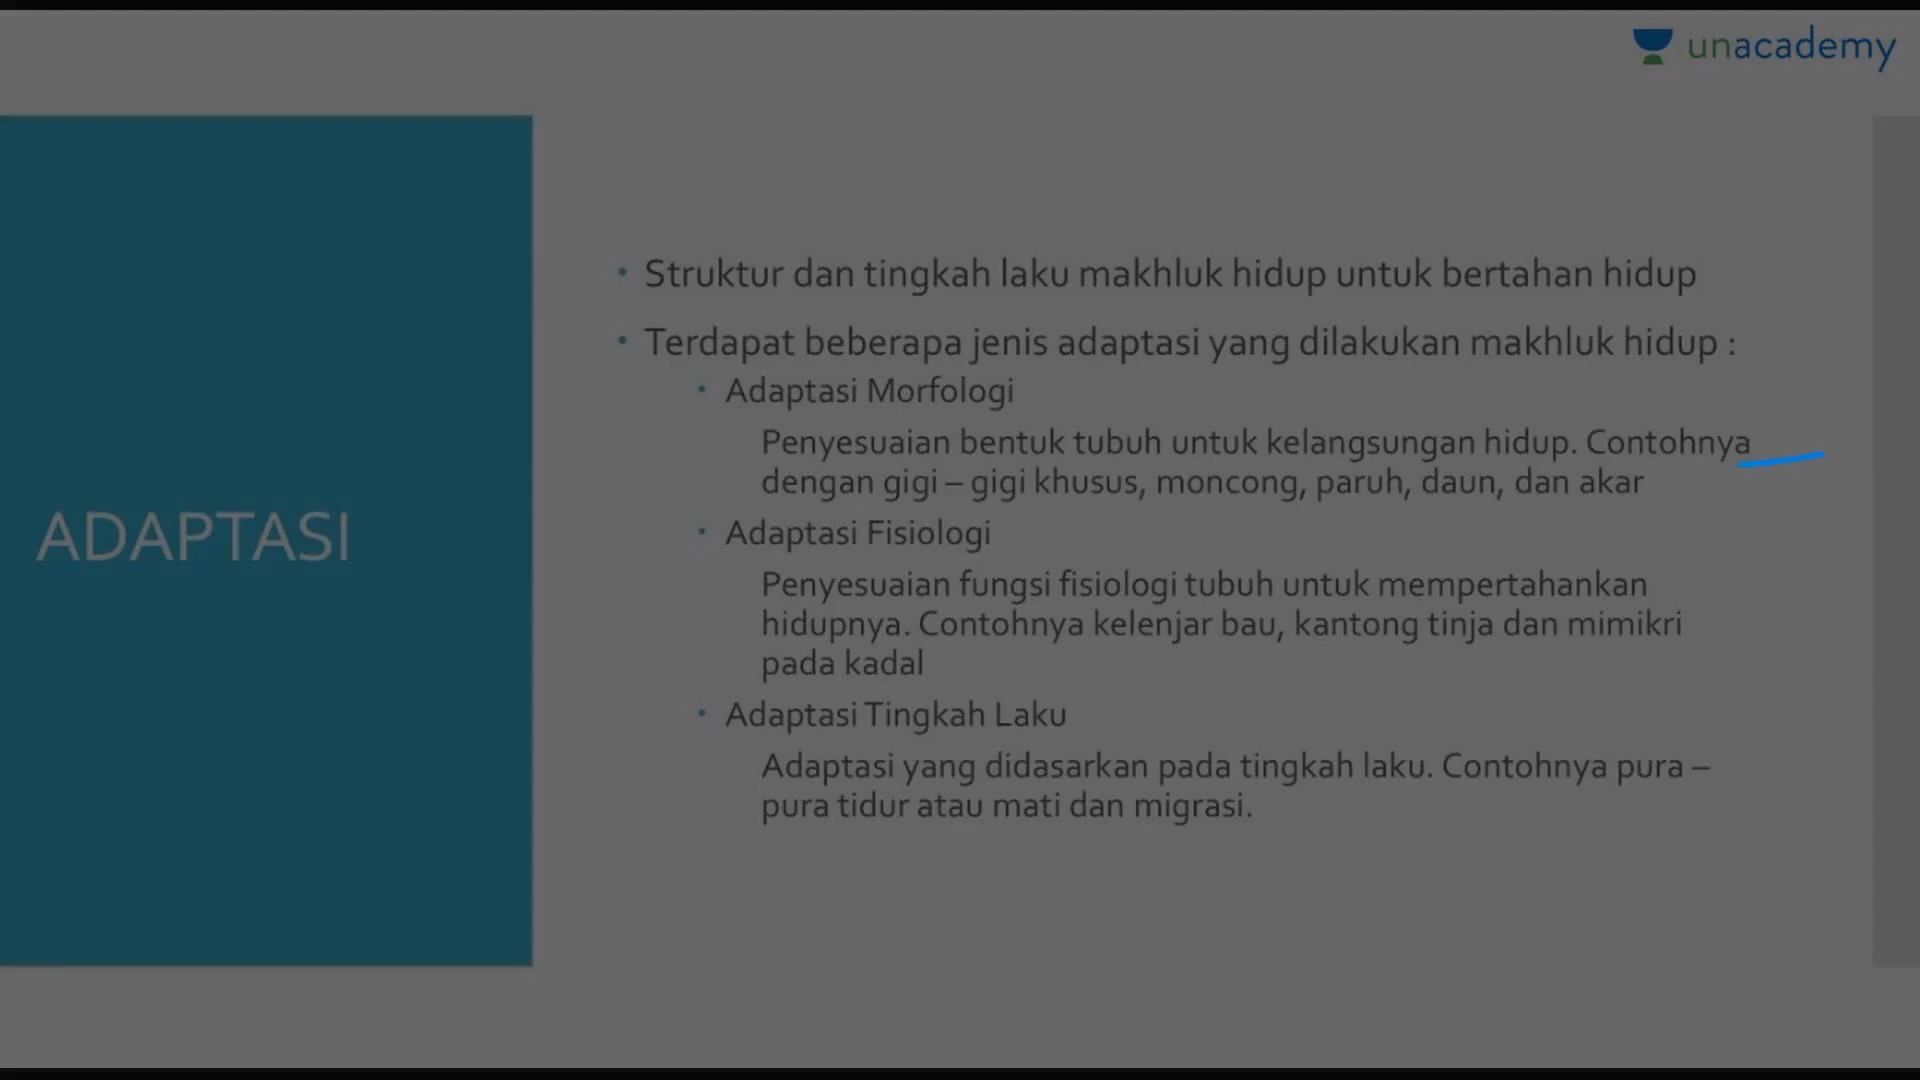 unacademy
ADAPTASI
Struktur dan tingkah laku makhluk hidup untuk bertahan hidup
Terdapat beberapa jenis adaptasi yang dilakukan makhluk hidup :
Adaptasi Morfologi
Penyesuaian bentuk tubuh untuk kelangsungan hidup. Contohnya
dengan gigi – gigi khusus, moncong, paruh, daun, dan akar
Adaptasi Fisiologi
Penyesuaian fungsi fisiologi tubuh untuk mempertahankan
hidupnya. Contohnya kelenjar bau, kantong tinja dan mimikri
pada kadal
Adaptasi Tingkah Laku
Adaptasi yang didasarkan pada tingkah laku. Contohnya pura –
pura tidur atau mati dan migrasi.